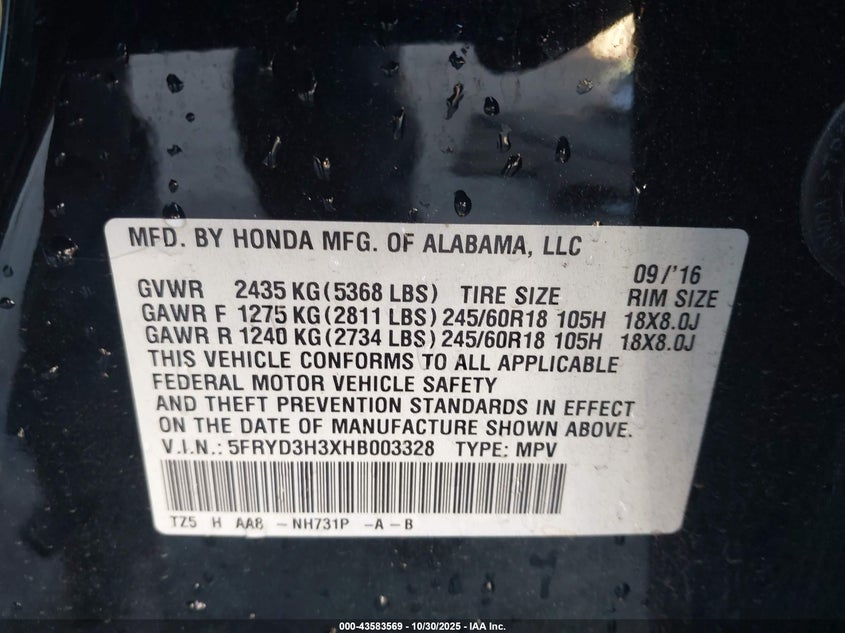 MFD. BY HONDA MFG. OF ALABAMA, LLC
09/'16
GVWR 2435 KG(5368 LBS) TIRE SIZE RIM SIZE
GAWR F 1275 KG(2811 LBS) 245/60R18 105H 18X8.0J
GAWR R 1240 KG(2734 LBS) 245/60R18 105H 18X8.0J
THIS VEHICLE CONFORMS TO ALL APPLICABLE
FEDERAL MOTOR VEHICLE SAFETY
AND THEFT PREVENTION STANDARDS IN EFFECT
ON THE DATE OF MANUFACTURE SHOWN ABOVE.
V.I.N.: 5FRYD3H3XHB003328 TYPE: MPV
TZ5 H AA8 -NH731P -A-B
000-43583569 - 10/30/2025 - IAA Inc.